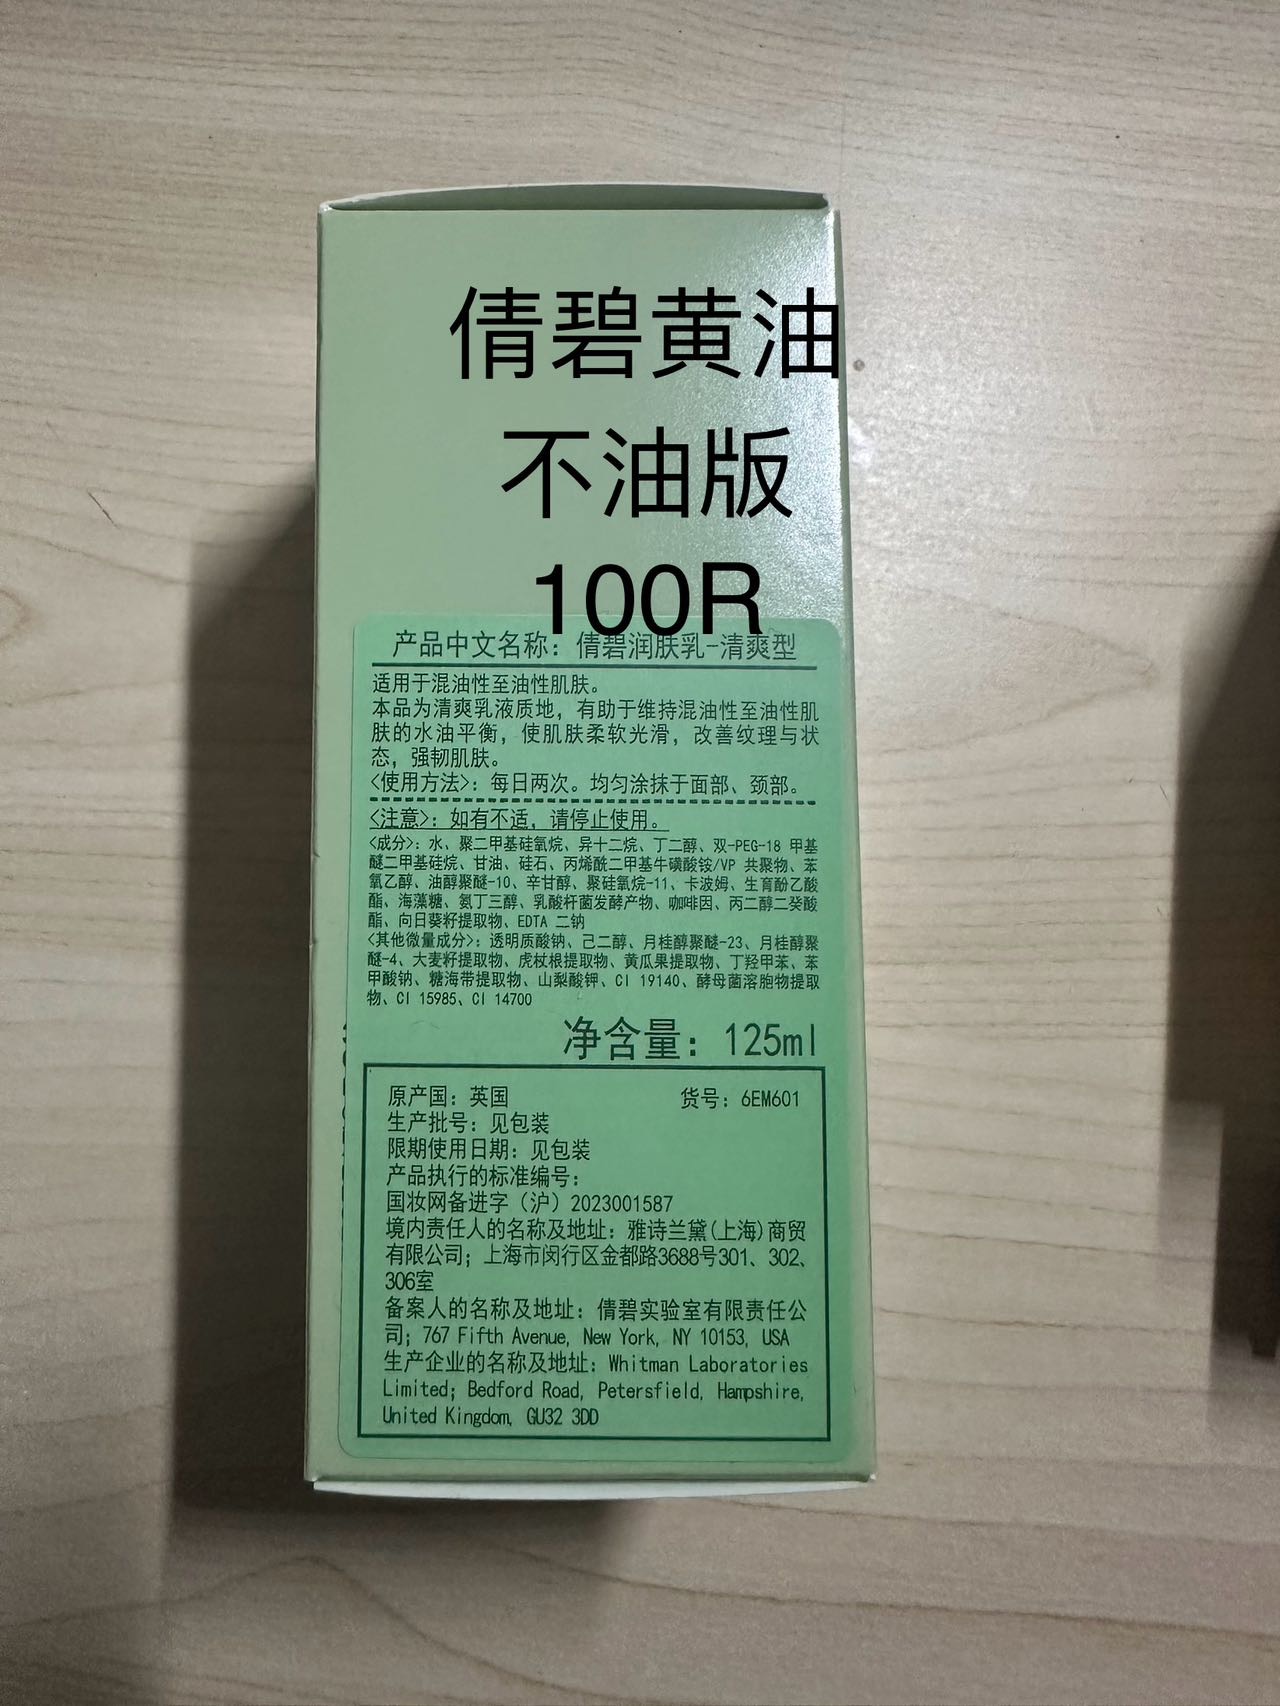 倩碧黄油
不油版
100R
产品中文名称：倩碧润肤乳-清爽型
适用于混油性至油性肌肤。
本品为清爽乳液质地，有助于维持混油性至油性肌
肤的水油平衡，使肌肤柔软光滑，改善纹理与状
态，强韧肌肤。
<使用方法>：每日两次。均匀涂抹于面部、颈部。
<注意>：如有不适，请停止使用。
<成分>：水、聚二甲基硅氧烷、异十二烷、丁二醇、双-PEG-18 甲基
醚二甲基硅烷、甘油、硅石、丙烯酰二甲基牛磺酸铵/VP 共聚物、苯
氧乙醇、油醇聚醚-10、辛甘醇、聚硅氧烷-11、卡波姆、生育酚乙酸
酯、海藻糖、氨丁三醇、乳酸杆菌发酵产物、咖啡因、丙二醇二癸酸
酯、向日葵籽提取物、EDTA 二钠
<其他微量成分>：透明质酸钠、己二醇、月桂醇聚醚-23、月桂醇聚
醚-4、大麦籽提取物、虎杖根提取物、黄瓜果提取物、丁羟甲苯、苯
甲酸钠、糖海带提取物、山梨酸钾、CI 19140、酵母菌溶胞物提取
物、CI 15985、CI 14700
净含量：125ml
原产国：英国 货号：6EM601
生产批号：见包装
限期使用日期：见包装
产品执行的标准编号：
国妆网备进字（沪）2023001587
境内责任人的名称及地址：雅诗兰黛(上海)商贸
有限公司；上海市闵行区金都路3688号301、302、
306室
备案人的名称及地址：倩碧实验室有限责任公
司；767 Fifth Avenue, New York, NY 10153, USA
生产企业的名称及地址：Whitman Laboratories
Limited; Bedford Road, Petersfield, Hampshire,
United Kingdom, GU32 3DD